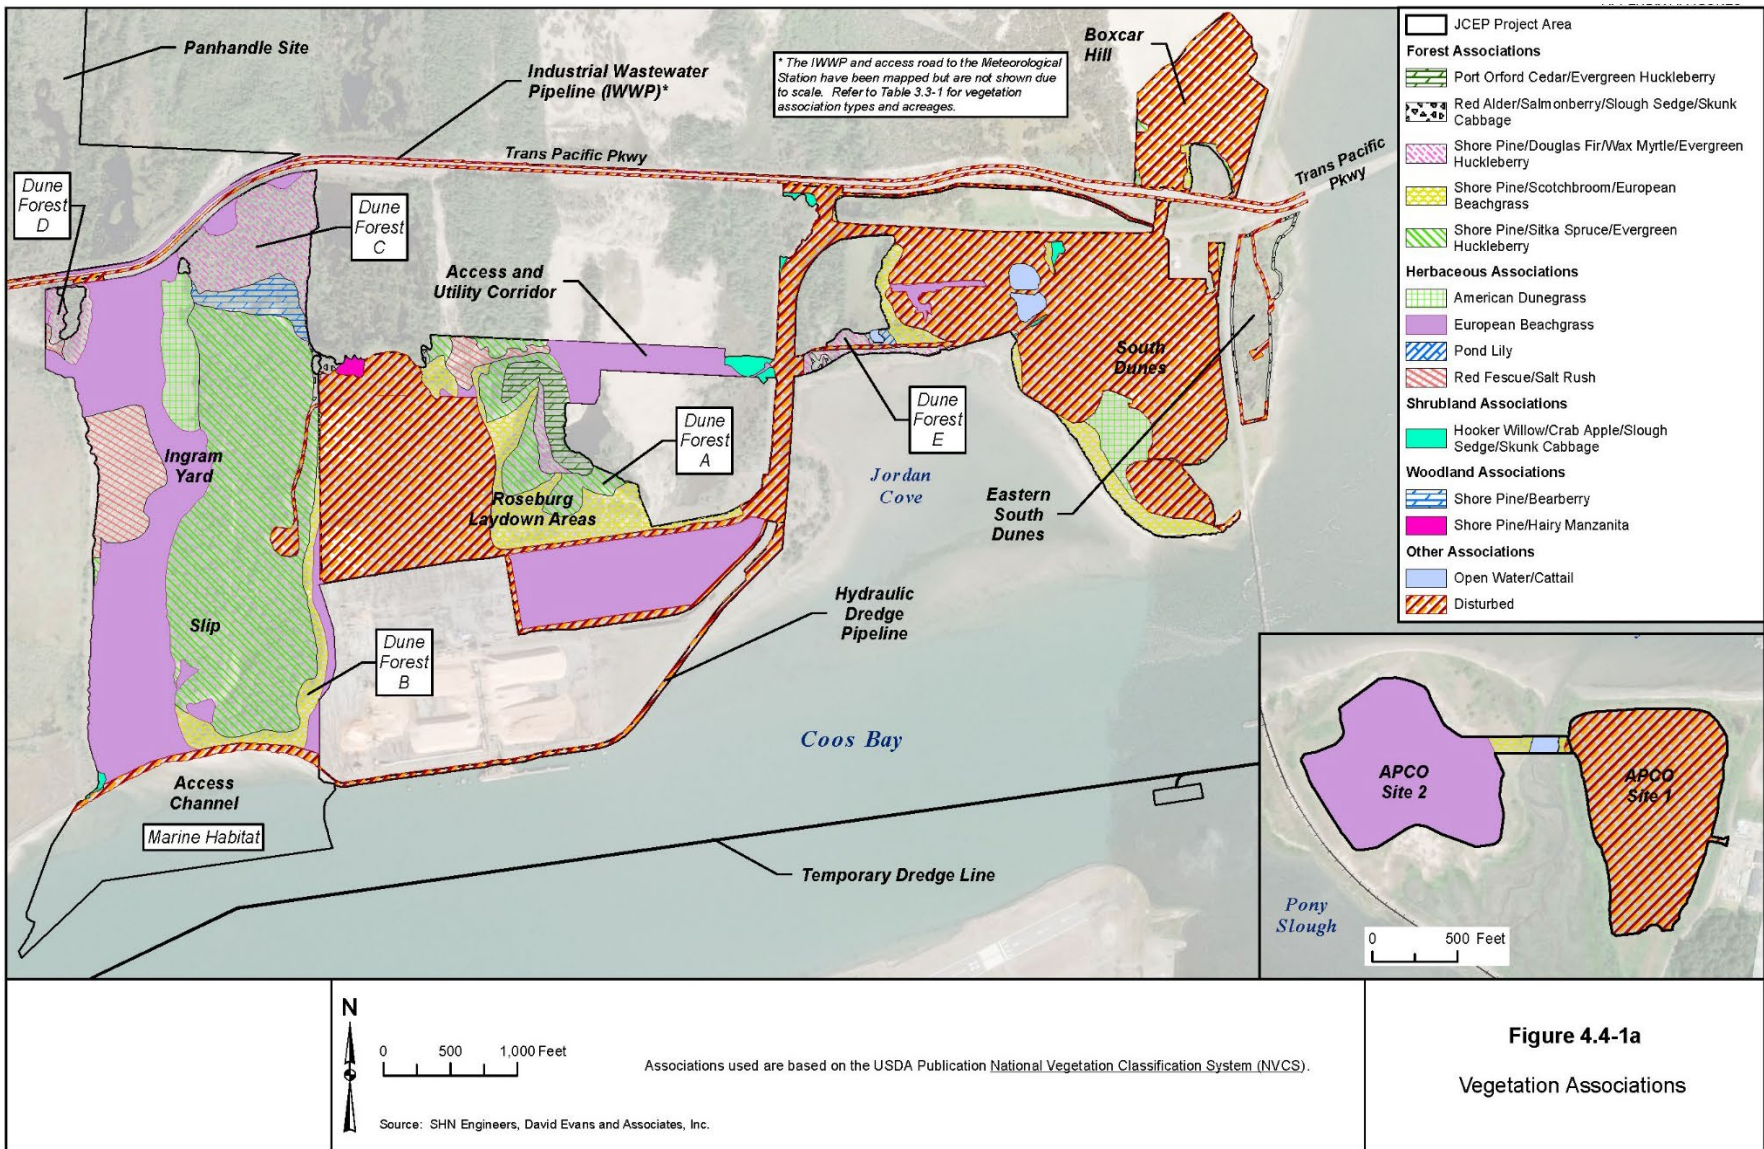 Panhandle Site
Industrial Wastewater
Pipeline (IWWP)*
* The IWWP and access road to the Meteorological
Station have been mapped but are not shown due
to scale. Refer to Table 3.3-1 for vegetation
association types and acreages.
Boxcar
Hill
Trans Pacific Pkwy
Trans Pacific
Pkwy
Dune
Forest
D
Dune
Forest
C
Access and
Utility Corridor
South
Dunes
Dune
Forest
E
Dune
Forest
A
Ingram
Yard
Roseburg
Laydown Areas
Jordan
Cove
Eastern
South
Dunes
Slip
Dune
Forest
B
Hydraulic
Dredge
Pipeline
Coos Bay
Access
Channel
Marine Habitat
Temporary Dredge Line
JCEP Project Area
Forest Associations
Port Orford Cedar/Evergreen Huckleberry
Red Alder/Salmonberry/Slough Sedge/Skunk
Cabbage
Shore Pine/Douglas Fir/Wax Myrtle/Evergreen
Huckleberry
Shore Pine/Scotchbroom/European
Beachgrass
Shore Pine/Sitka Spruce/Evergreen
Huckleberry
Herbaceous Associations
American Dunegrass
European Beachgrass
Pond Lily
Red Fescue/Salt Rush
Shrubland Associations
Hooker Willow/Crab Apple/Slough
Sedge/Skunk Cabbage
Woodland Associations
Shore Pine/Bearberry
Shore Pine/Hairy Manzanita
Other Associations
Open Water/Cattail
Disturbed
APCO
Site 2
APCO
Site 1
Pony
Slough
0 500 Feet
N
0 500 1,000 Feet
Associations used are based on the USDA Publication National Vegetation Classification System (NVCS).
Source: SHN Engineers, David Evans and Associates, Inc.
Figure 4.4-1a
Vegetation Associations